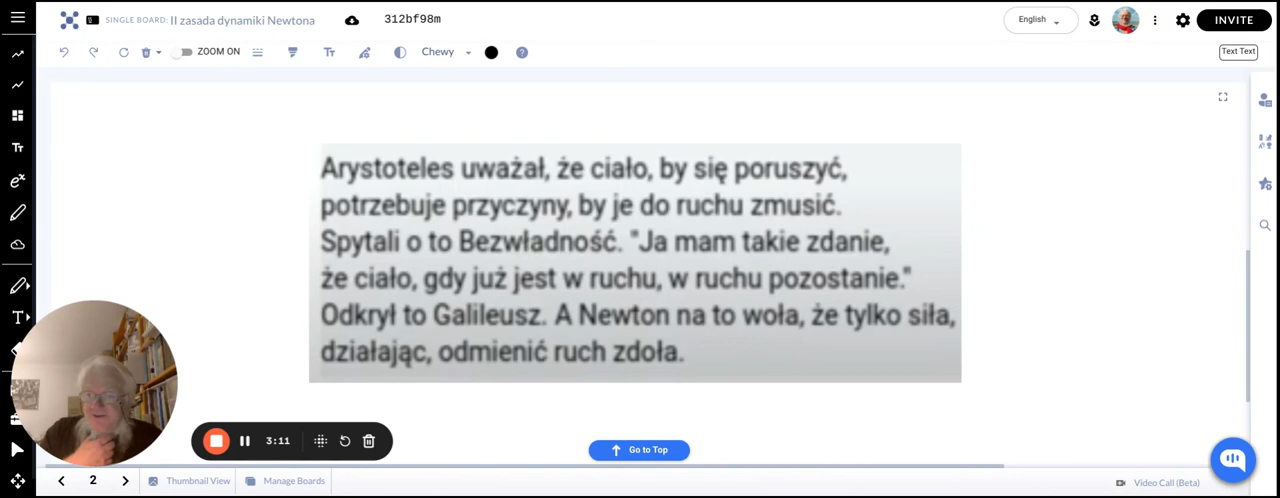 SINGLE BOARD: II zasada dynamiki Newtona
312bf98m
English
INVITE
ZOOM ON
Tт
Chewy
Text Text
Arystoteles uważał, że ciało, by się poruszyć,
potrzebuje przyczyny, by je do ruchu zmusić.
Spytali o to Bezwładność. "Ja mam takie zdanie,
że ciało, gdy już jest w ruchu, w ruchu pozostanie."
Odkrył to Galileusz. A Newton na to woła, że tylko siła,
działając, odmienić ruch zdoła.
3:11
Go to Top
2
Thumbnail View
Manage Boards
Video Call (Beta)